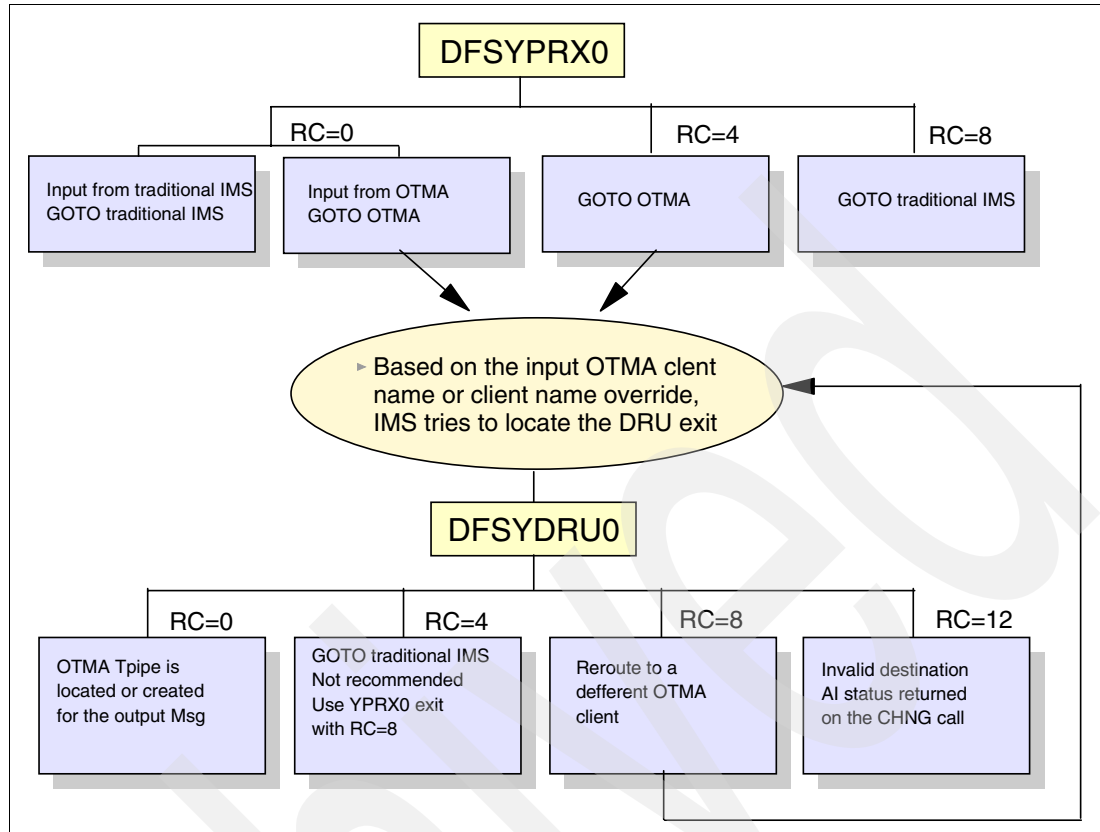 DFSYPRX0
RC=0
RC=4
RC=8
Input from traditional IMS
GOTO traditional IMS
Input from OTMA
GOTO OTMA
GOTO OTMA
GOTO traditional IMS
Based on the input OTMA clent
name or client name override,
IMS tries to locate the DRU exit
DFSYDRU0
RC=0
RC=4
RC=8
RC=12
OTMA Tpipe is
located or created
for the output Msg
GOTO traditional IMS
Not recommended
Use YPRX0 exit
with RC=8
Reroute to a
defferent OTMA
client
Invalid destination
AI status returned
on the CHNG call